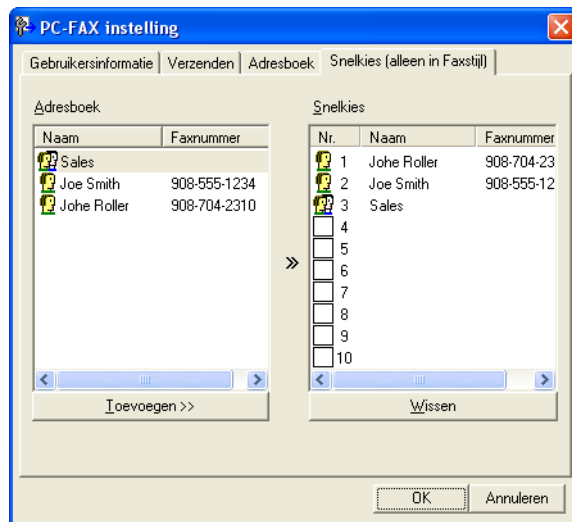 PC-FAX instelling
Gebruikersinformatie Verzenden Adresboek Snelkies (alleen in Faxstijl)
Adresboek
Naam Faxnummer
Sales
Joe Smith 908-555-1234
Johe Roller 908-704-2310
»
Toevoegen >>
Snelkies
Nr. Naam Faxnummer
1 Johe Roller 908-704-23
2 Joe Smith 908-555-12
3 Sales
4
5
6
7
8
9
10
Wissen
OK Annuleren